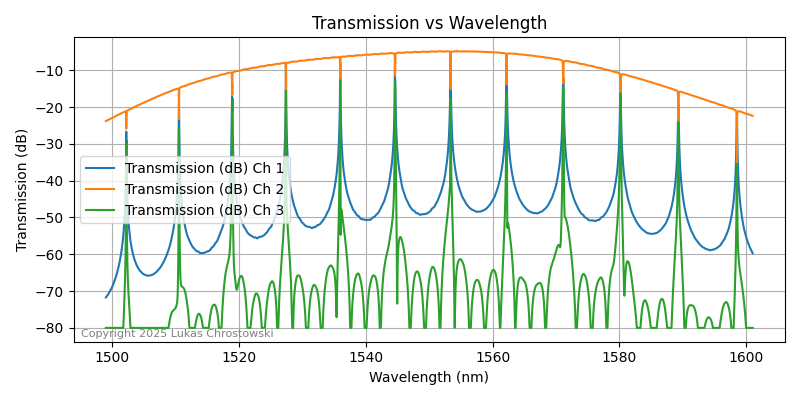 Transmission vs Wavelength
Transmission (dB)
−10
−20
−30
−40
−50
−60
−70
−80
Transmission (dB) Ch 1
Transmission (dB) Ch 2
Transmission (dB) Ch 3
Copyright 2025 Lukas Chrostowski
1500
1520
1540
1560
1580
1600
Wavelength (nm)